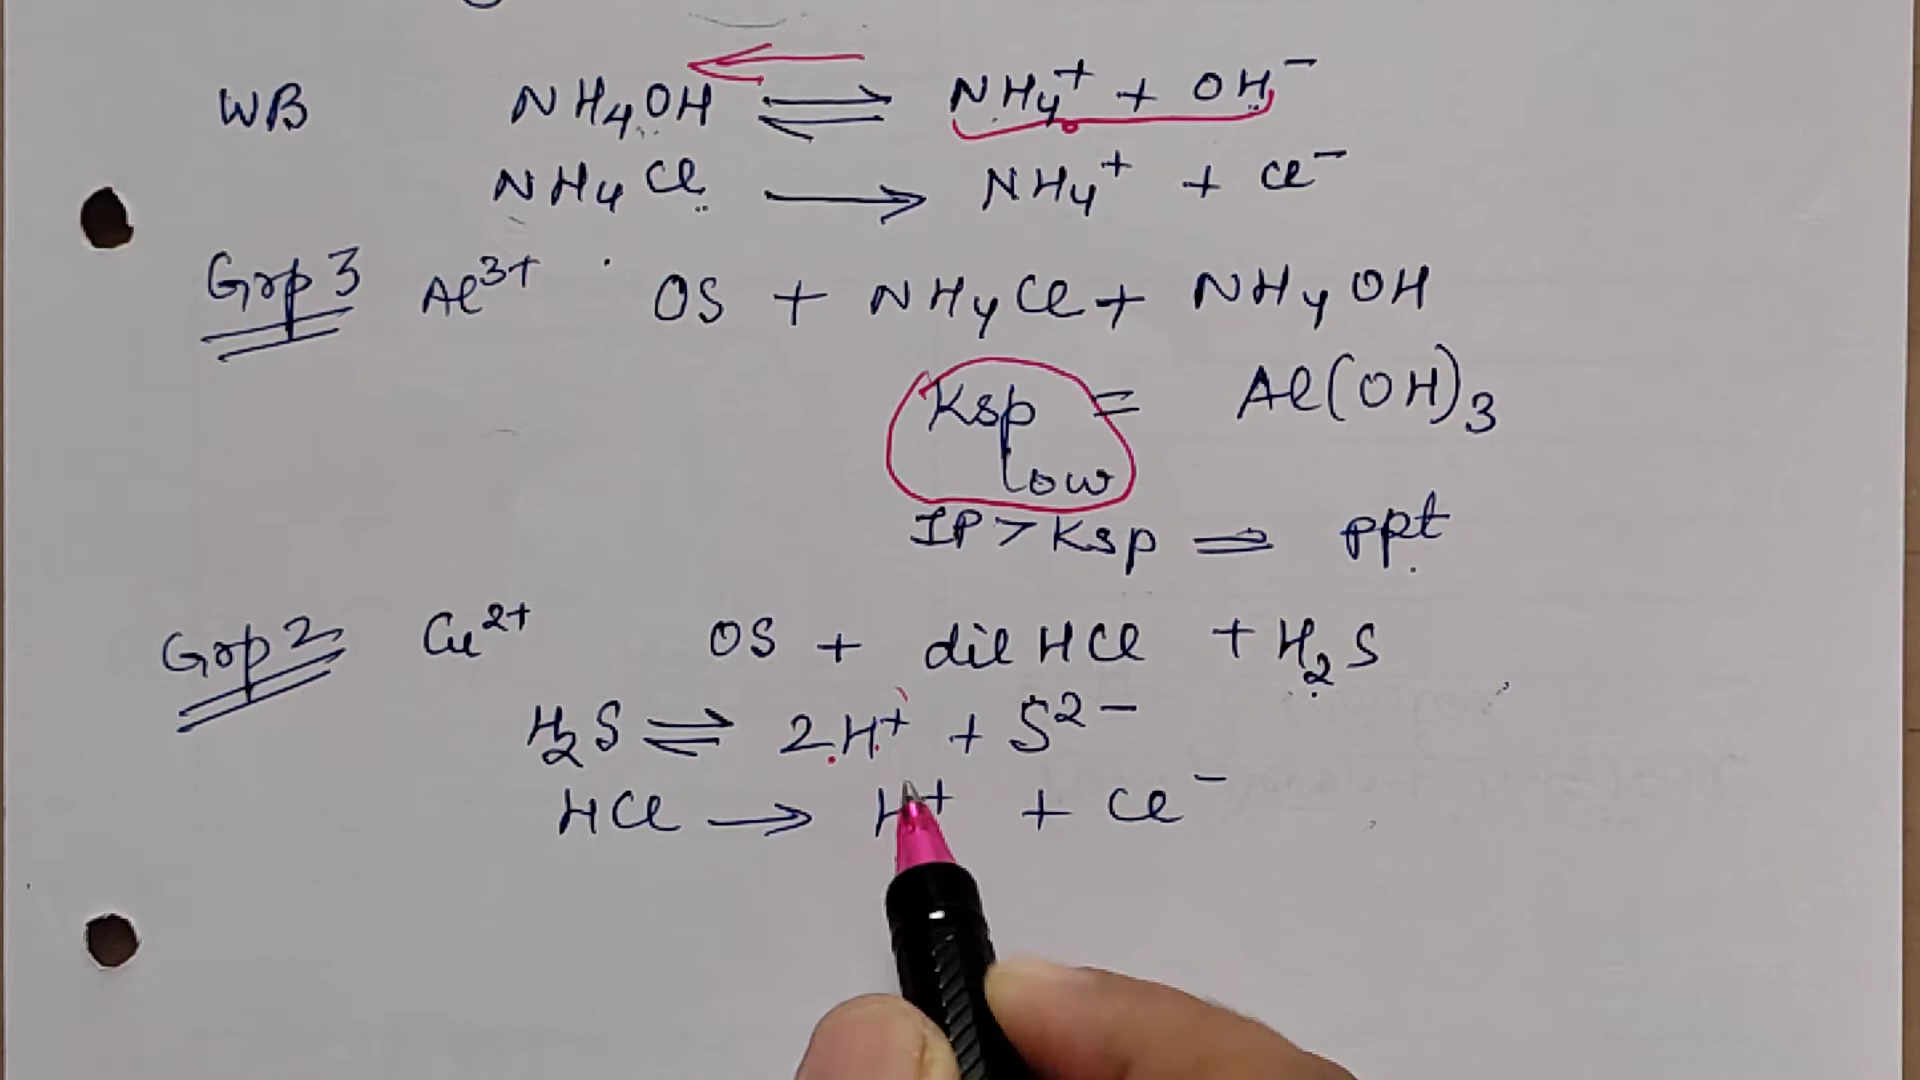 WB NH₄OH ⇌ NH₄⁺ + OH⁻
NH₄Cl → NH₄⁺ + Cl⁻
Grp 3 Al³⁺ OS + NH₄Cl + NH₄OH
Ksp = Al(OH)₃
low
IP > Ksp ⇒ ppt
Grp 2 Cu²⁺ OS + dil HCl + H₂S
H₂S ⇌ 2H⁺ + S²⁻
HCl → H⁺ + Cl⁻